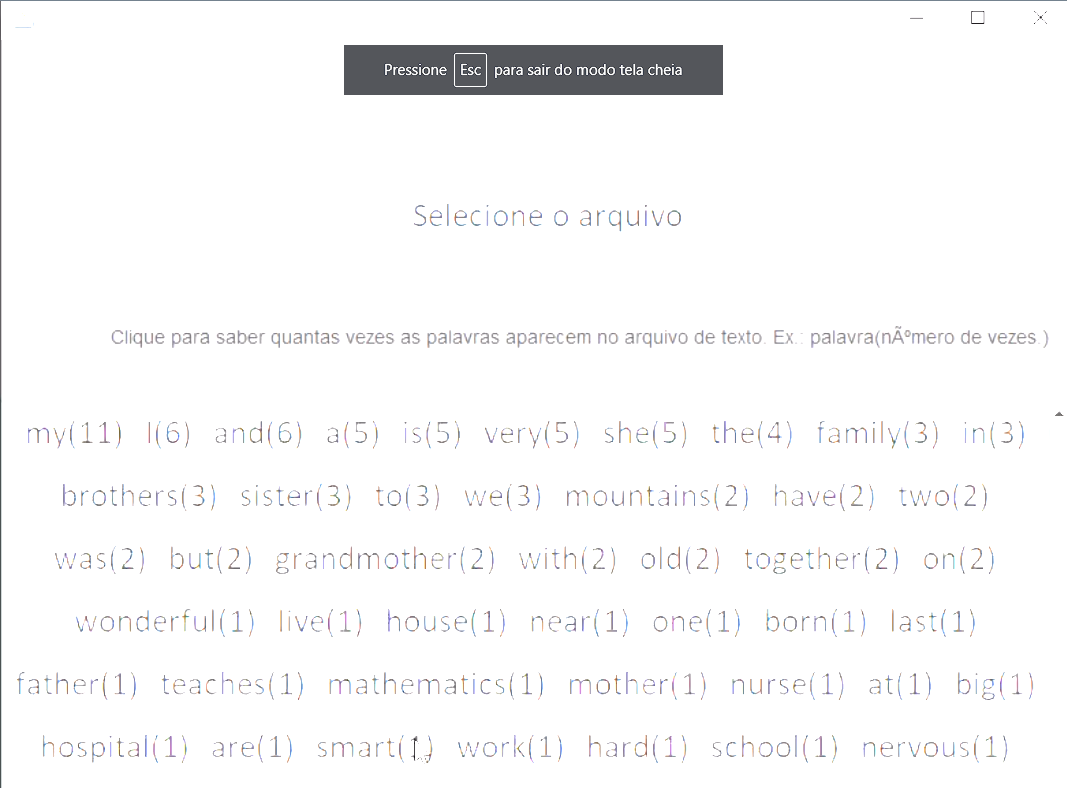 Pressione Esc para sair do modo tela cheia
Selecione o arquivo
Clique para saber quantas vezes as palavras aparecem no arquivo de texto. Ex.: palavra(nÃºmero de vezes.)
my(11) I(6) and(6) a(5) is(5) very(5) she(5) the(4) family(3) in(3)
brothers(3) sister(3) to(3) we(3) mountains(2) have(2) two(2)
was(2) but(2) grandmother(2) with(2) old(2) together(2) on(2)
wonderful(1) live(1) house(1) near(1) one(1) born(1) last(1)
father(1) teaches(1) mathematics(1) mother(1) nurse(1) at(1) big(1)
hospital(1) are(1) smart(1) work(1) hard(1) school(1) nervous(1)